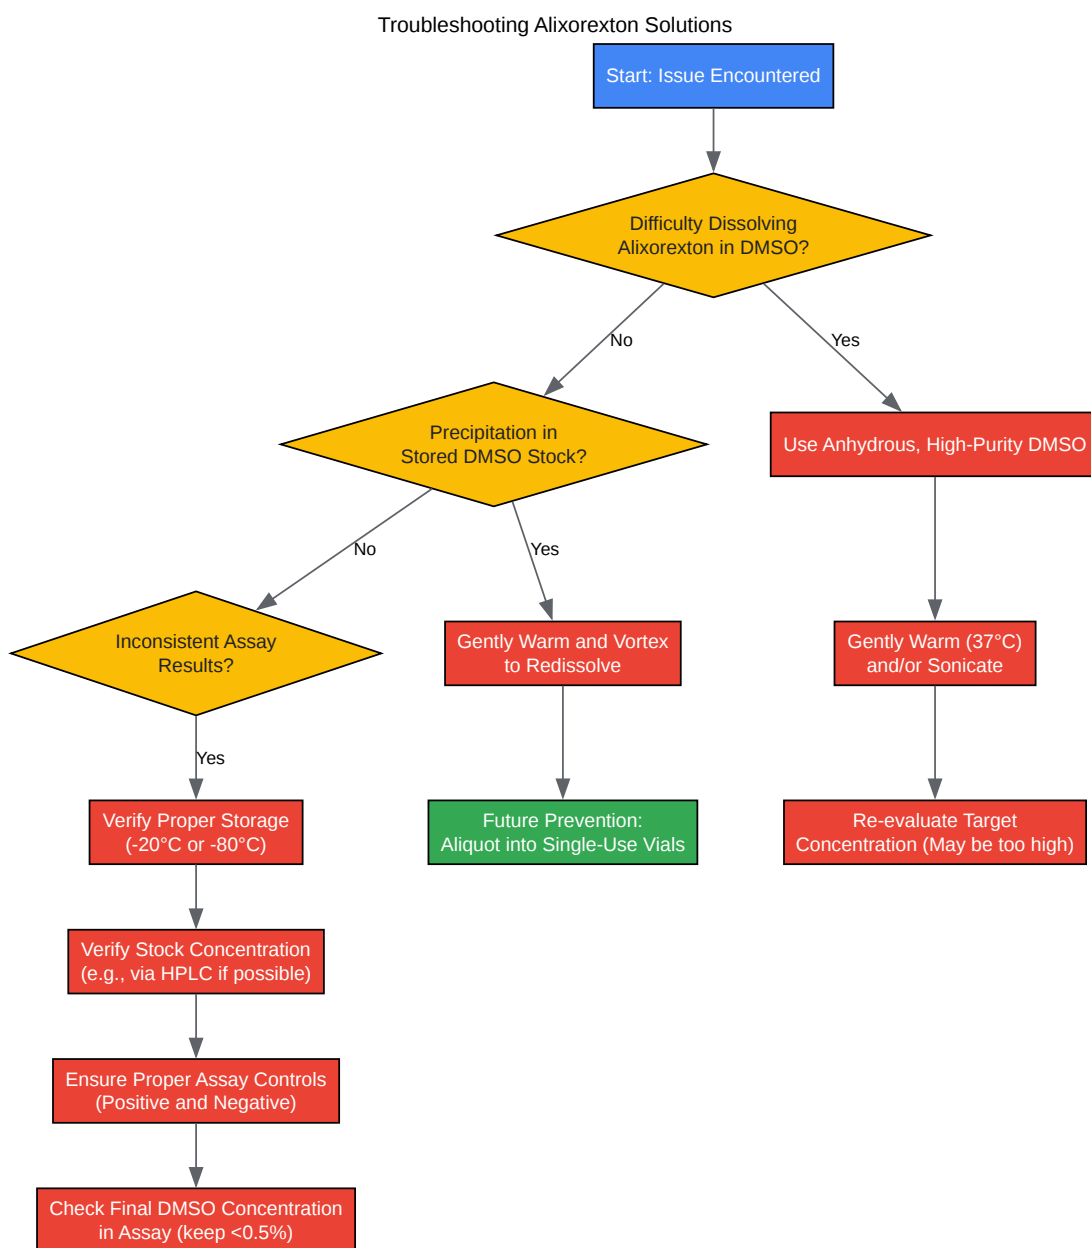 Troubleshooting Alixorexton Solutions
Start: Issue Encountered
Difficulty Dissolving
Alixorexton in DMSO?
No
Yes
Precipitation in
Stored DMSO Stock?
Use Anhydrous, High-Purity DMSO
No
Yes
Inconsistent Assay
Results?
Gently Warm and Vortex
to Redissolve
Gently Warm (37°C)
and/or Sonicate
Yes
Verify Proper Storage
(-20°C or -80°C)
Future Prevention:
Aliquot into Single-Use Vials
Re-evaluate Target
Concentration (May be too high)
Verify Stock Concentration
(e.g., via HPLC if possible)
Ensure Proper Assay Controls
(Positive and Negative)
Check Final DMSO Concentration
in Assay (keep <0.5%)